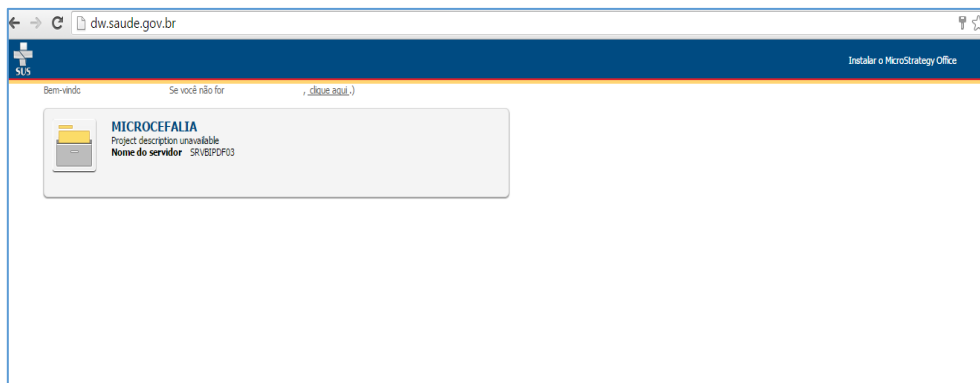 dw.saude.gov.br
SUS
Instalar o MicroStrategy Office
Bem-vindo Se você não for , clique aqui.)
MICROCEFALIA
Project description unavailable
Nome do servidor SRVBIPDF03